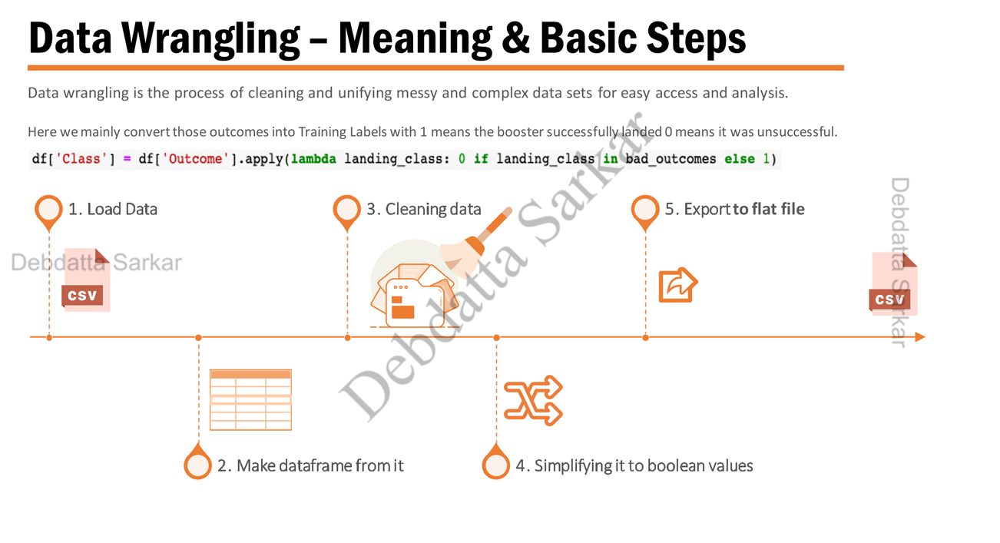 Data Wrangling – Meaning & Basic Steps
Data wrangling is the process of cleaning and unifying messy and complex data sets for easy access and analysis.
Here we mainly convert those outcomes into Training Labels with 1 means the booster successfully landed 0 means it was unsuccessful.
df['Class'] = df['Outcome'].apply(lambda landing_class: 0 if landing_class in bad_outcomes else 1)
1. Load Data
3. Cleaning data
5. Export to flat file
Debdatta Sarkar
Debdatta Sarkar
Debdatta Sarkar
CSV
CSV
2. Make dataframe from it
4. Simplifying it to boolean values